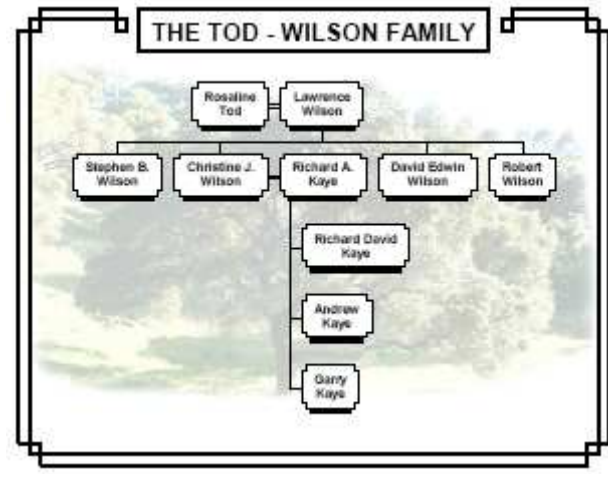 THE TOD - WILSON FAMILY
Rosaline
Tod
Lawrence
Wilson
Stephen B.
Wilson
Christine J.
Wilson
Richard A.
Kaye
David Edwin
Wilson
Robert
Wilson
Richard David
Kaye
Andrew
Kaye
Garry
Kaye